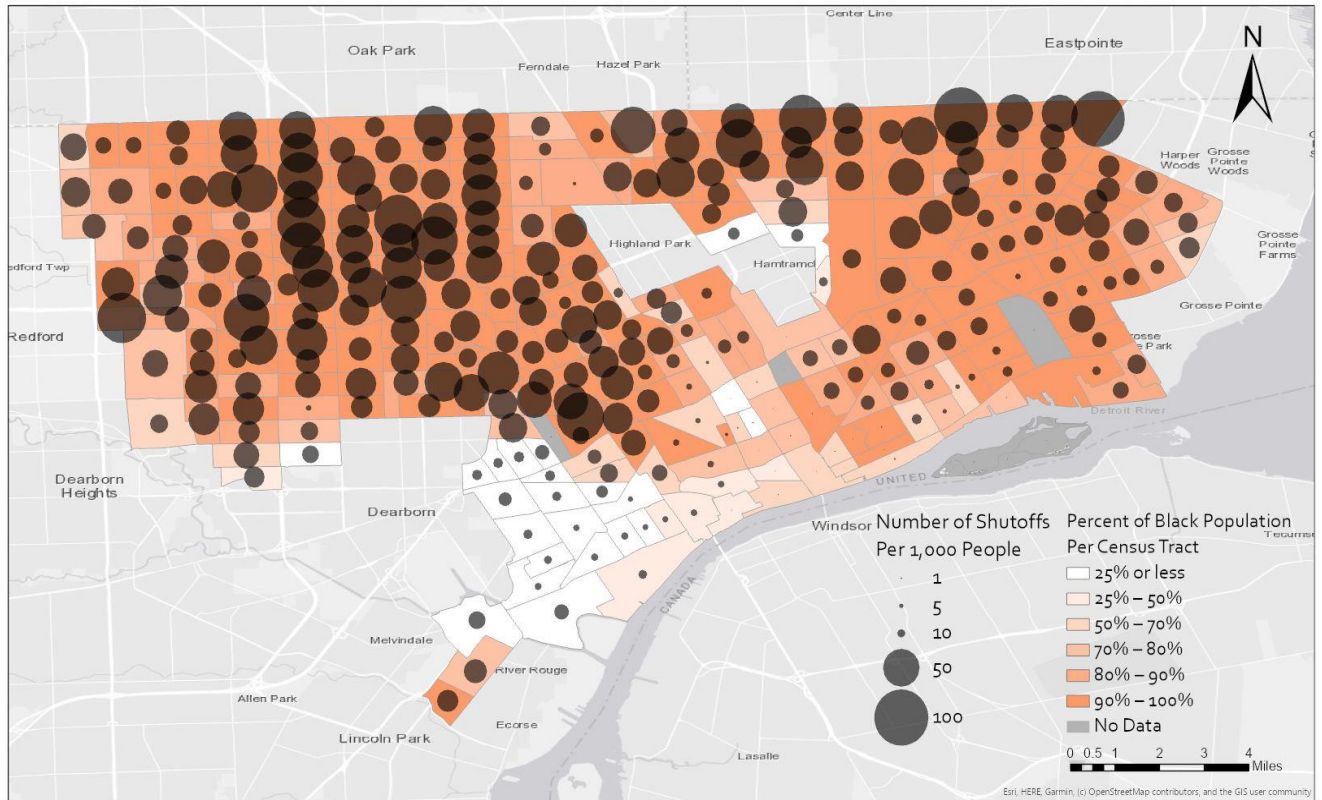 Center Line
Oak Park
Eastpointe
N
Ferndale
Hazel Park
Harper
Woods
Grosse
Pointe
Woods
Highland Park
Grosse
Pointe
Farms
edford Twp
Hamtramck
Grosse Pointe
Redford
rosse
e Park
Detroit River
Dearborn
Heights
Dearborn
UNITED
Windsor
CANADA
Tecumse
Melvindale
River Rouge
Allen Park
Ecorse
Lincoln Park
Lasalle
Number of Shutoffs
Per 1,000 People
1
5
10
50
100
Percent of Black Population
Per Census Tract
25% or less
25% – 50%
50% – 70%
70% – 80%
80% – 90%
90% – 100%
No Data
0 0.5 1 2 3 4
Miles
Esri, HERE, Garmin, (c) OpenStreetMap contributors, and the GIS user community